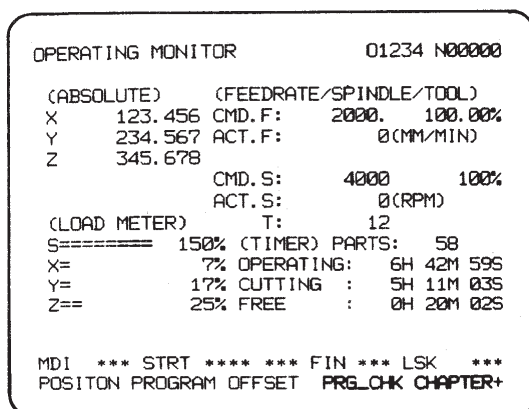 OPERATING MONITOR O1234 N00000
(ABSOLUTE) (FEEDRATE/SPINDLE/TOOL)
X 123.456 CMD.F: 2000. 100.00%
Y 234.567 ACT.F: 0(MM/MIN)
Z 345.678
CMD.S: 4000 100%
ACT.S: 0(RPM)
(LOAD METER) T: 12
S========= 150% (TIMER) PARTS: 58
X= 7% OPERATING: 6H 42M 59S
Y= 17% CUTTING : 5H 11M 03S
Z== 25% FREE : 0H 20M 02S
MDI *** STRT **** *** FIN *** LSK ***
POSITON PROGRAM OFFSET PRG_CHK CHAPTER+